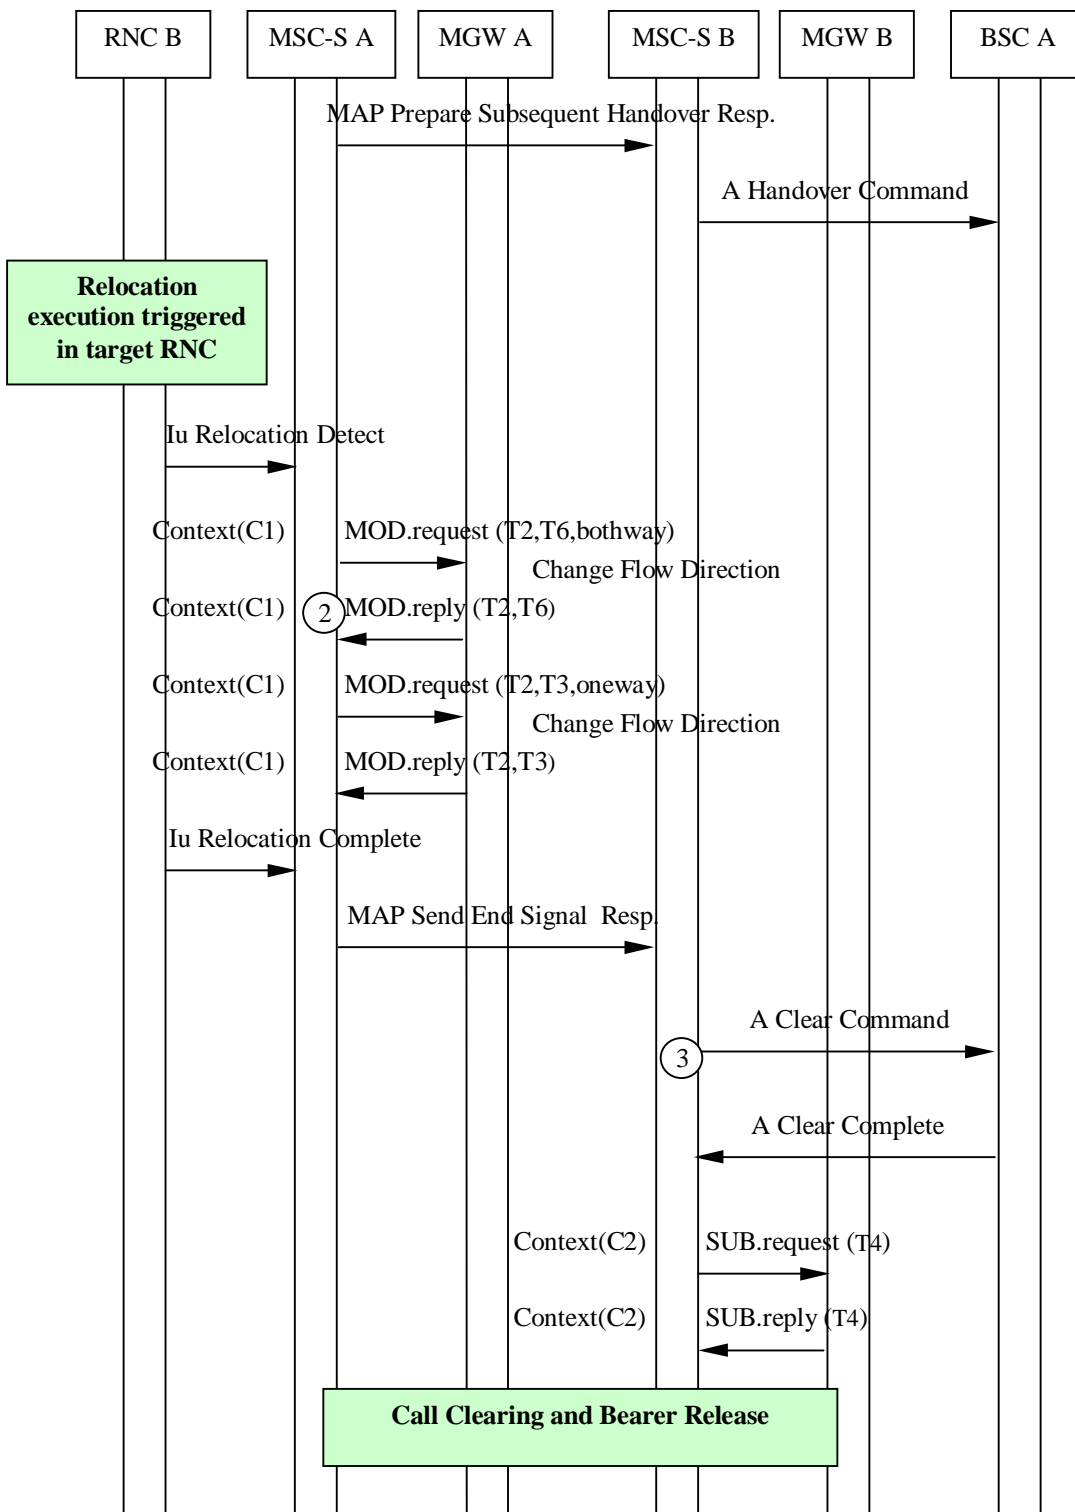 RNC B MSC-S A MGW A MSC-S B MGW B BSC A
MAP Prepare Subsequent Handover Resp.
A Handover Command
Relocation
execution triggered
in target RNC
Iu Relocation Detect
Context(C1) MOD.request (T2,T6,bothway)
Change Flow Direction
Context(C1) 2 MOD.reply (T2,T6)
Context(C1) MOD.request (T2,T3,oneway)
Change Flow Direction
Context(C1) MOD.reply (T2,T3)
Iu Relocation Complete
MAP Send End Signal Resp.
A Clear Command
3
A Clear Complete
Context(C2) SUB.request (T4)
Context(C2) SUB.reply (T4)
Call Clearing and Bearer Release